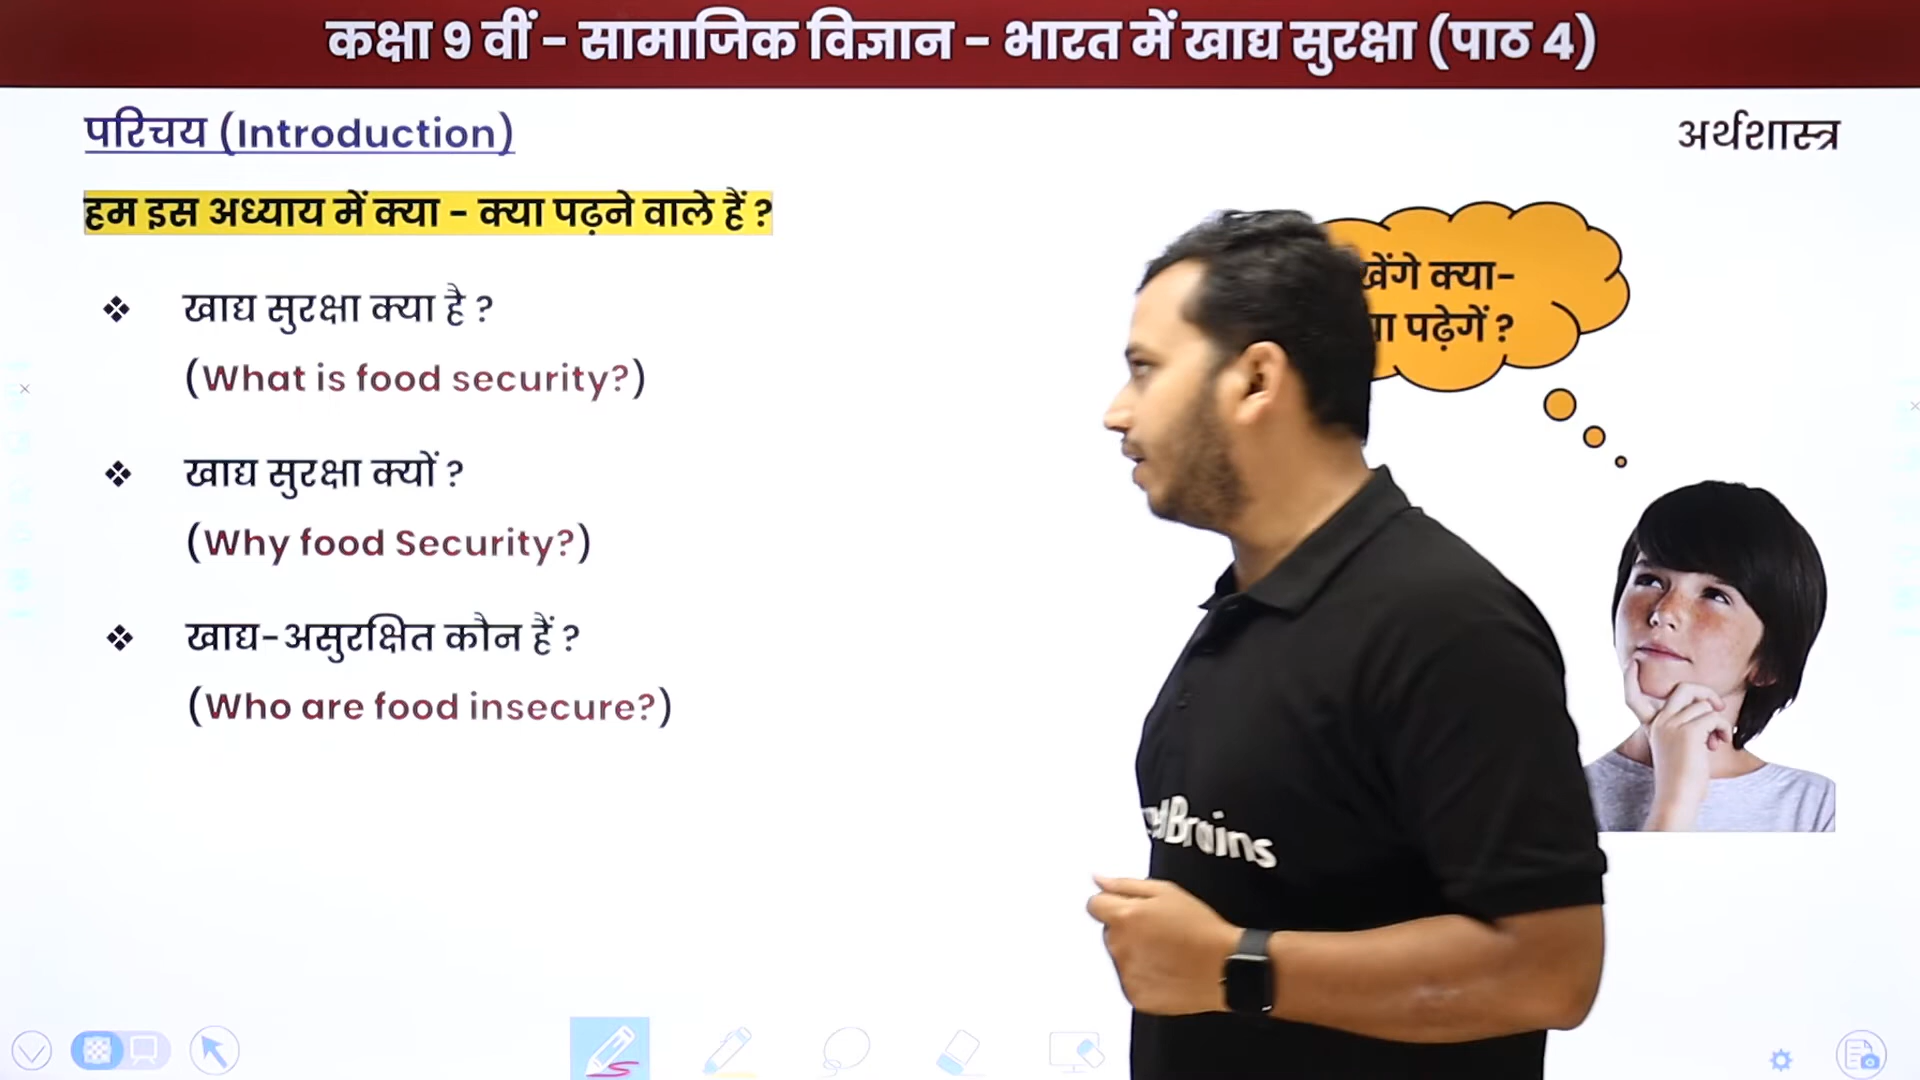 कक्षा 9 वीं - सामाजिक विज्ञान - भारत में खाद्य सुरक्षा (पाठ 4)
परिचय (Introduction)
अर्थशास्त्र
हम इस अध्याय में क्या - क्या पढ़ने वाले हैं ?
क्या-
पढ़ेगें ?
खाद्य सुरक्षा क्या है ?
(What is food security?)
खाद्य सुरक्षा क्यों ?
(Why food Security?)
खाद्य-असुरक्षित कौन हैं ?
(Who are food insecure?)
Brains